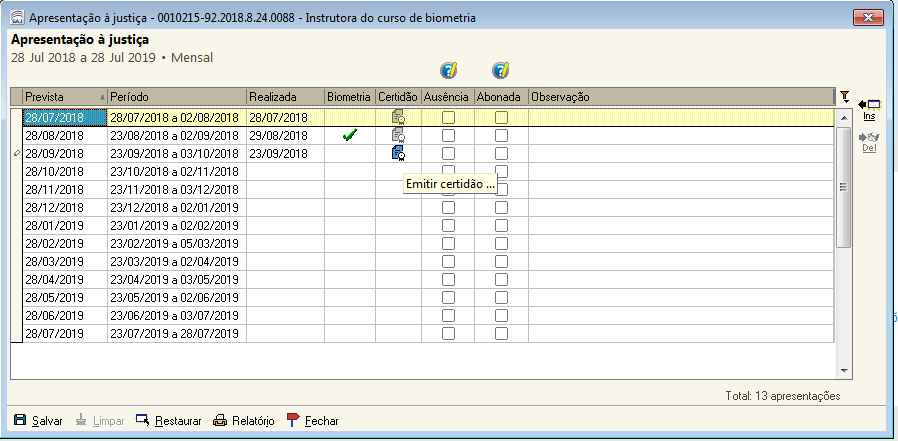 Apresentação à justiça - 0010215-92.2018.8.24.0088 - Instrutora do curso de biometria
Apresentação à justiça
28 Jul 2018 a 28 Jul 2019 • Mensal
Prevista Período Realizada Biometria Certidão Ausência Abonada Observação
28/07/2018 28/07/2018 a 02/08/2018 28/07/2018
28/08/2018 23/08/2018 a 02/09/2018 29/08/2018
28/09/2018 23/09/2018 a 03/10/2018 23/09/2018
28/10/2018 23/10/2018 a 02/11/2018
28/11/2018 23/11/2018 a 03/12/2018
28/12/2018 23/12/2018 a 02/01/2019
28/01/2019 23/01/2019 a 02/02/2019
28/02/2019 23/02/2019 a 05/03/2019
28/03/2019 23/03/2019 a 02/04/2019
28/04/2019 23/04/2019 a 03/05/2019
28/05/2019 23/05/2019 a 02/06/2019
28/06/2019 23/06/2019 a 03/07/2019
28/07/2019 23/07/2019 a 28/07/2019
Emitir certidão ...
Ins
Del
Total: 13 apresentações
Salvar Limpar Restaurar Relatório Fechar